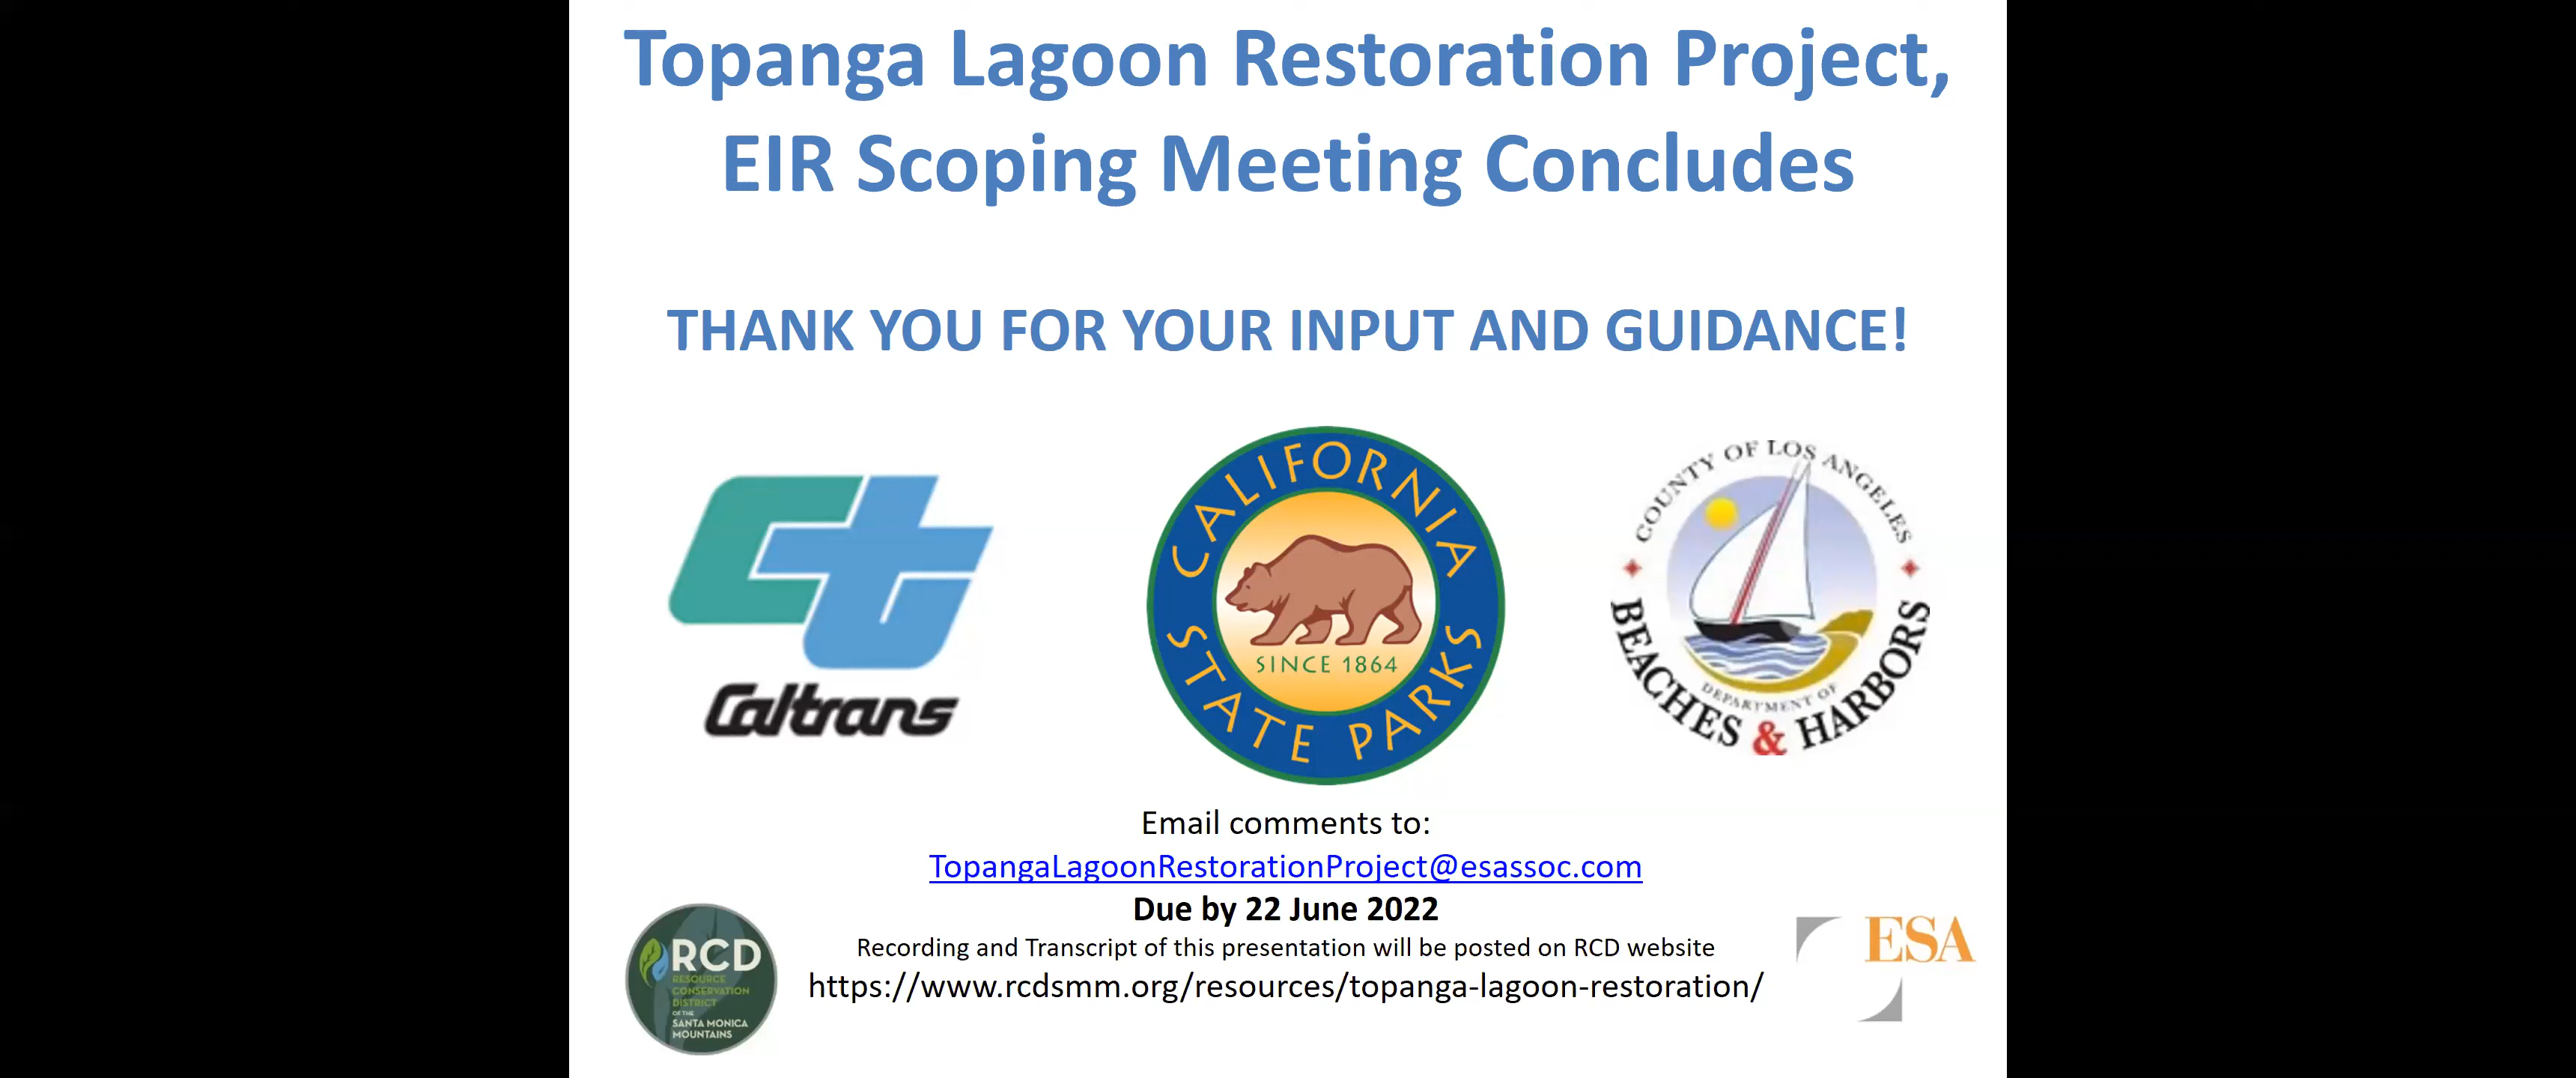 Topanga Lagoon Restoration Project,
EIR Scoping Meeting Concludes
THANK YOU FOR YOUR INPUT AND GUIDANCE!
Ct
Caltrans
CALIFORNIA
SINCE 1864
STATE PARKS
COUNTY OF LOS ANGELES
DEPARTMENT OF
BEACHES & HARBORS
Email comments to:
TopangaLagoonRestorationProject@esassoc.com
Due by 22 June 2022
Recording and Transcript of this presentation will be posted on RCD website
https://www.rcdsmm.org/resources/topanga-lagoon-restoration/
RCD
RESOURCE
CONSERVATION
DISTRICT
OF THE
SANTA MONICA
MOUNTAINS
ESA